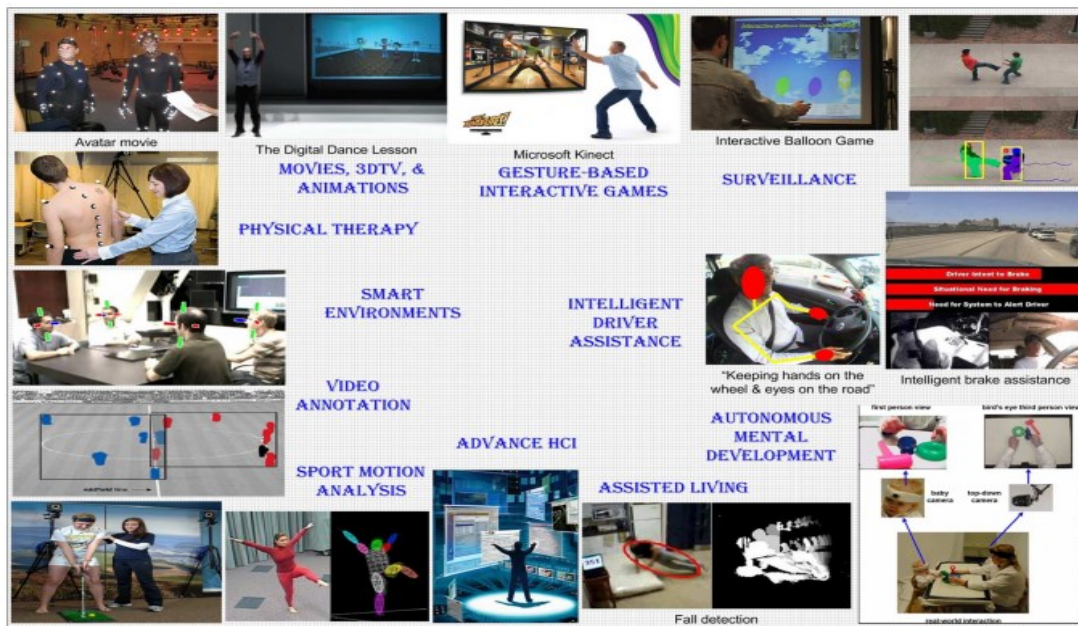 Interactive Balloon Game
Avatar movie
The Digital Dance Lesson
Microsoft Kinect
Interactive Balloon Game
MOVIES, 3DTV, &
ANIMATIONS
GESTURE-BASED
INTERACTIVE GAMES
SURVEILLANCE
PHYSICAL THERAPY
Driver Intent to Brake
Situational Need for Braking
Need for System to Alert Driver
SMART
ENVIRONMENTS
INTELLIGENT
DRIVER
ASSISTANCE
"Keeping hands on the
wheel & eyes on the road"
Intelligent brake assistance
VIDEO
ANNOTATION
first person view
bird's eye third person view
ADVANCE HCI
AUTONOMOUS
MENTAL
DEVELOPMENT
SPORT MOTION
ANALYSIS
ASSISTED LIVING
baby
camera
top-down
camera
Fall detection
real-world interaction